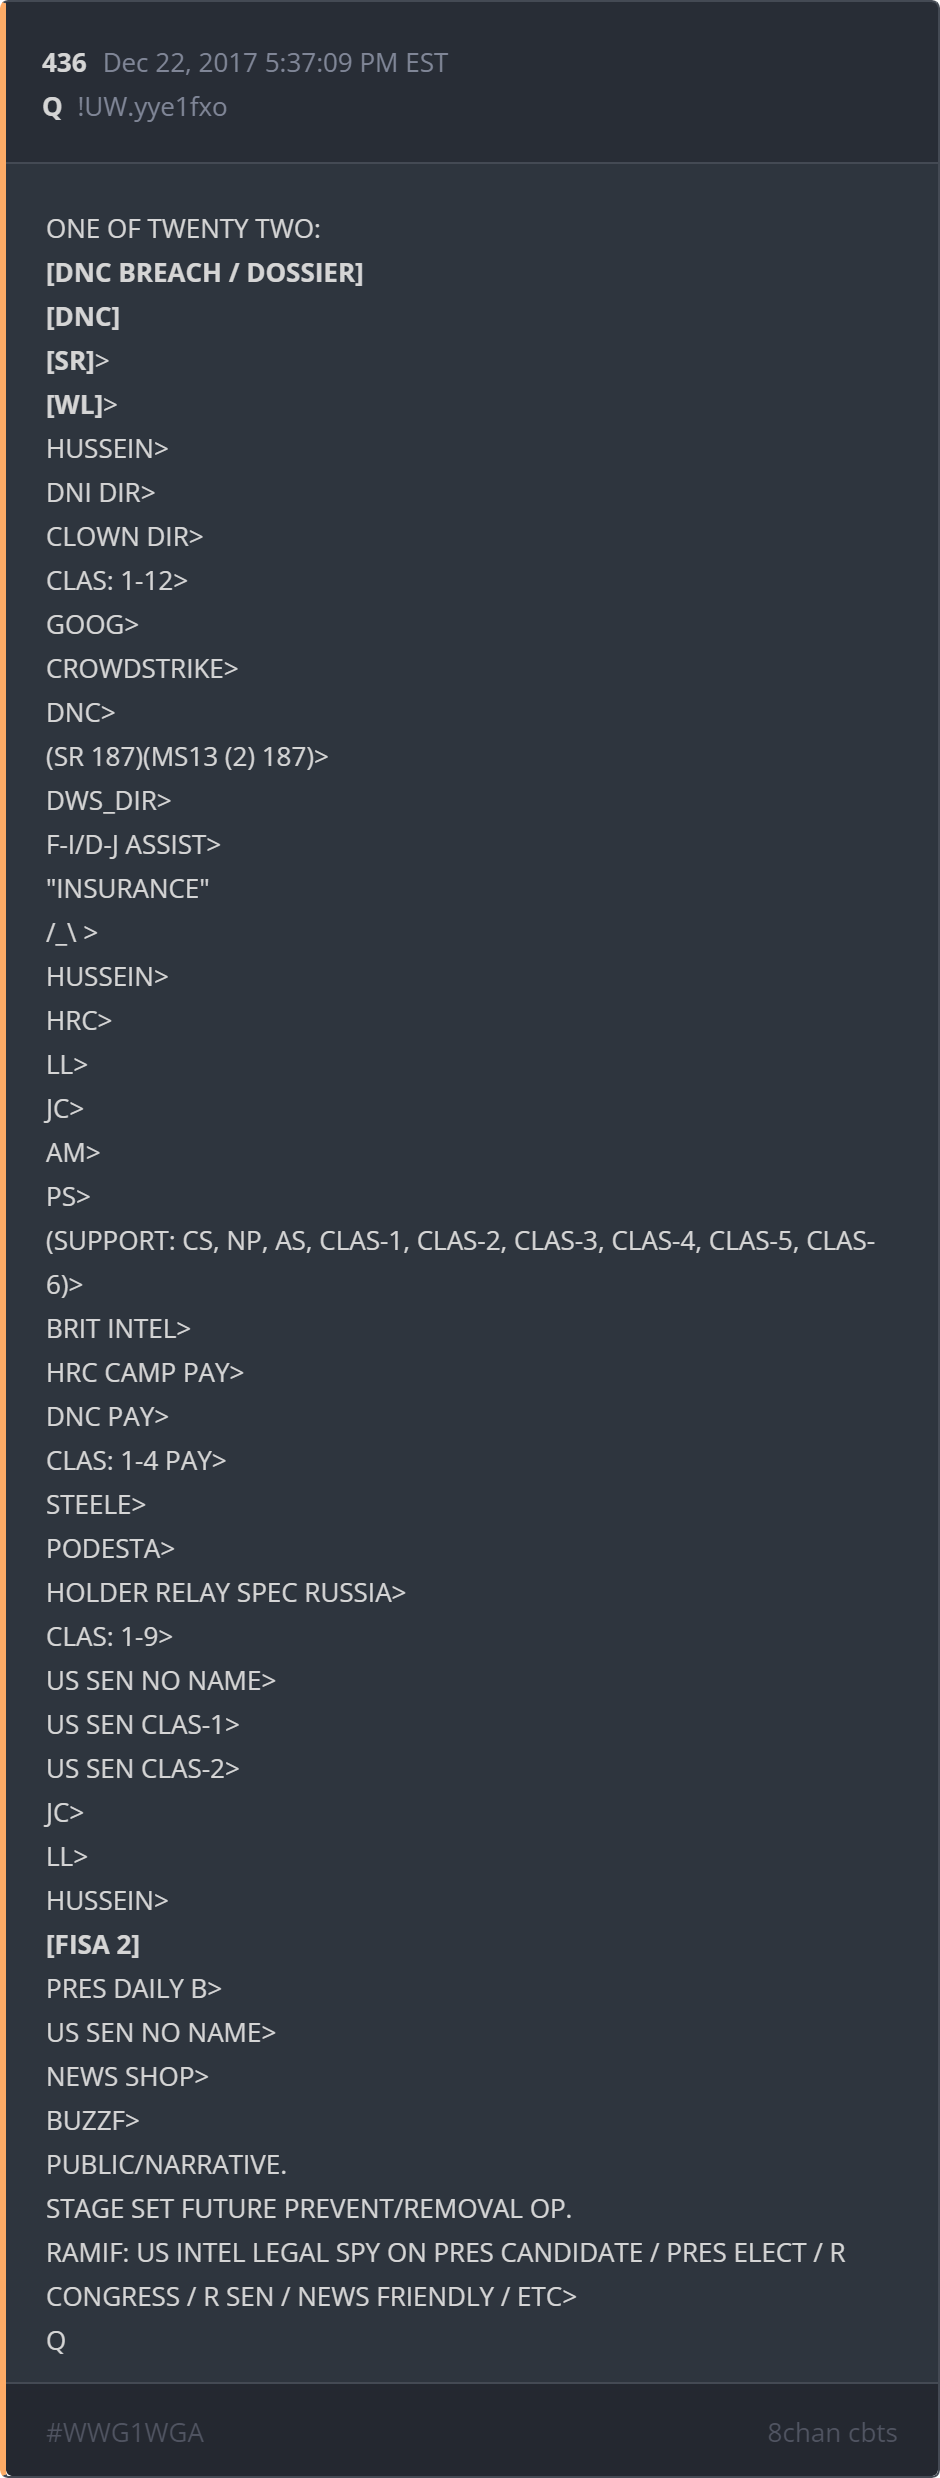 436 Dec 22, 2017 5:37:09 PM EST
Q !UW.yye1fxo
ONE OF TWENTY TWO:
[DNC BREACH / DOSSIER]
[DNC]
[SR]>
[WL]>
HUSSEIN>
DNI DIR>
CLOWN DIR>
CLAS: 1-12>
GOOG>
CROWDSTRIKE>
DNC>
(SR 187)(MS13 (2) 187)>
DWS_DIR>
F-I/D-J ASSIST>
"INSURANCE"
/_\ >
HUSSEIN>
HRC>
LL>
JC>
AM>
PS>
(SUPPORT: CS, NP, AS, CLAS-1, CLAS-2, CLAS-3, CLAS-4, CLAS-5, CLAS-
6)>
BRIT INTEL>
HRC CAMP PAY>
DNC PAY>
CLAS: 1-4 PAY>
STEELE>
PODESTA>
HOLDER RELAY SPEC RUSSIA>
CLAS: 1-9>
US SEN NO NAME>
US SEN CLAS-1>
US SEN CLAS-2>
JC>
LL>
HUSSEIN>
[FISA 2]
PRES DAILY B>
US SEN NO NAME>
NEWS SHOP>
BUZZF>
PUBLIC/NARRATIVE.
STAGE SET FUTURE PREVENT/REMOVAL OP.
RAMIF: US INTEL LEGAL SPY ON PRES CANDIDATE / PRES ELECT / R
CONGRESS / R SEN / NEWS FRIENDLY / ETC>
Q
#WWG1WGA 8chan cbts